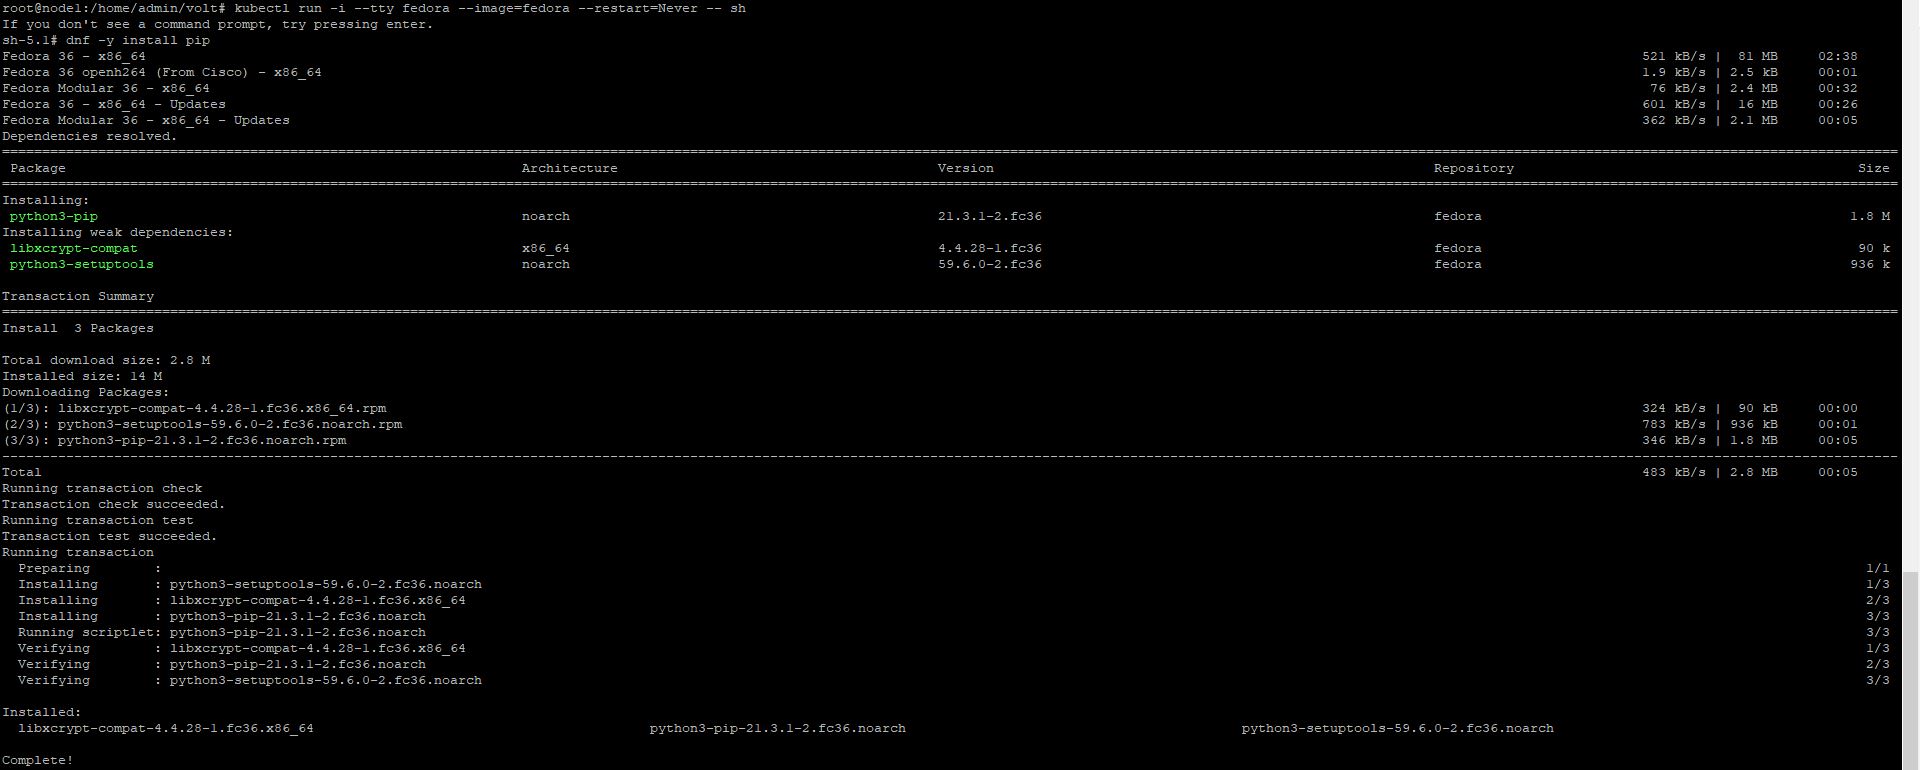 root@node1:/home/admin/volt# kubectl run -i --tty fedora --image=fedora --restart=Never -- sh
If you don't see a command prompt, try pressing enter.
sh-5.1# dnf -y install pip
Fedora 36 - x86_64 521 kB/s | 81 MB 02:38
Fedora 36 openh264 (From Cisco) - x86_64 1.9 kB/s | 2.5 kB 00:01
Fedora Modular 36 - x86_64 76 kB/s | 2.4 MB 00:32
Fedora 36 - x86_64 - Updates 601 kB/s | 16 MB 00:26
Fedora Modular 36 - x86_64 - Updates 362 kB/s | 2.1 MB 00:05
Dependencies resolved.
Package Architecture Version Repository Size
Installing:
python3-pip noarch 21.3.1-2.fc36 fedora 1.8 M
Installing weak dependencies:
libxcrypt-compat x86_64 4.4.28-1.fc36 fedora 90 k
python3-setuptools noarch 59.6.0-2.fc36 fedora 936 k
Transaction Summary
Install 3 Packages
Total download size: 2.8 M
Installed size: 14 M
Downloading Packages:
(1/3): libxcrypt-compat-4.4.28-1.fc36.x86_64.rpm 324 kB/s | 90 kB 00:00
(2/3): python3-setuptools-59.6.0-2.fc36.noarch.rpm 783 kB/s | 936 kB 00:01
(3/3): python3-pip-21.3.1-2.fc36.noarch.rpm 346 kB/s | 1.8 MB 00:05
Total 483 kB/s | 2.8 MB 00:05
Running transaction check
Transaction check succeeded.
Running transaction test
Transaction test succeeded.
Running transaction
Preparing : 1/1
Installing : python3-setuptools-59.6.0-2.fc36.noarch 1/3
Installing : libxcrypt-compat-4.4.28-1.fc36.x86_64 2/3
Installing : python3-pip-21.3.1-2.fc36.noarch 3/3
Running scriptlet: python3-pip-21.3.1-2.fc36.noarch 3/3
Verifying : libxcrypt-compat-4.4.28-1.fc36.x86_64 1/3
Verifying : python3-pip-21.3.1-2.fc36.noarch 2/3
Verifying : python3-setuptools-59.6.0-2.fc36.noarch 3/3
Installed:
libxcrypt-compat-4.4.28-1.fc36.x86_64 python3-pip-21.3.1-2.fc36.noarch python3-setuptools-59.6.0-2.fc36.noarch
Complete!